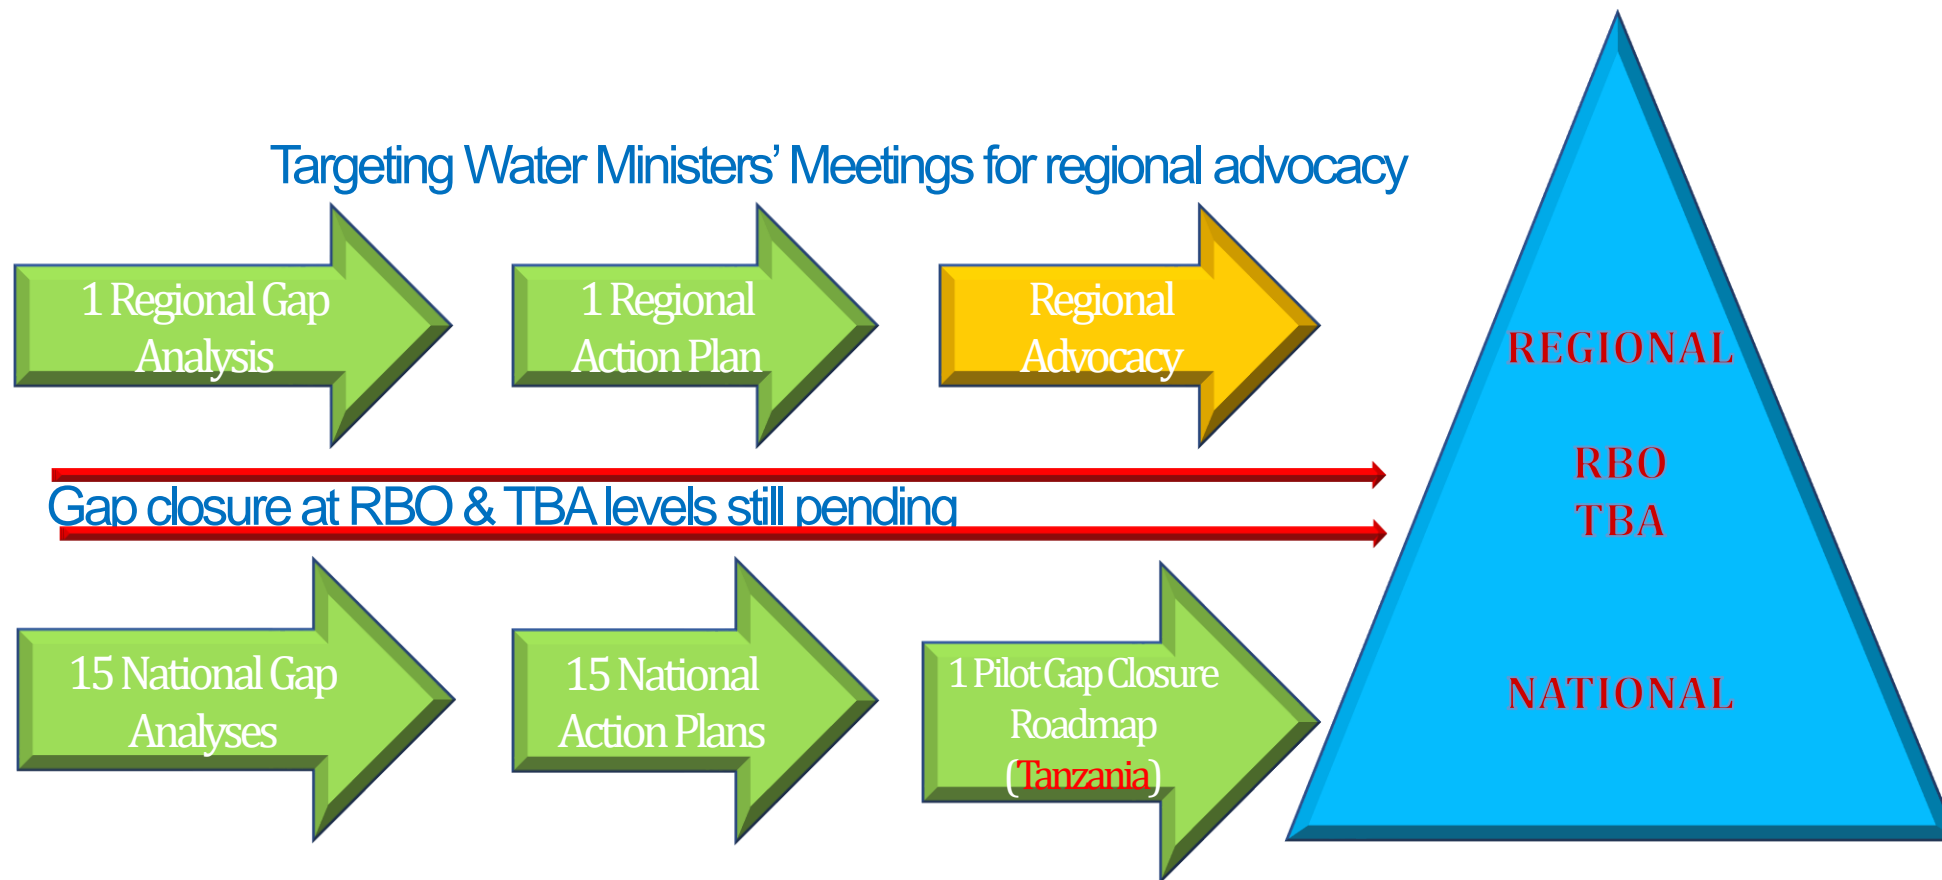 Targeting Water Ministers’ Meetings for regional advocacy
1 Regional Gap
Analysis
1 Regional
Action Plan
Regional
Advocacy
Gap closure at RBO & TBA levels still pending
15 National Gap
Analyses
15 National
Action Plans
1 Pilot Gap Closure
Roadmap
(Tanzania)
REGIONAL
RBO
TBA
NATIONAL